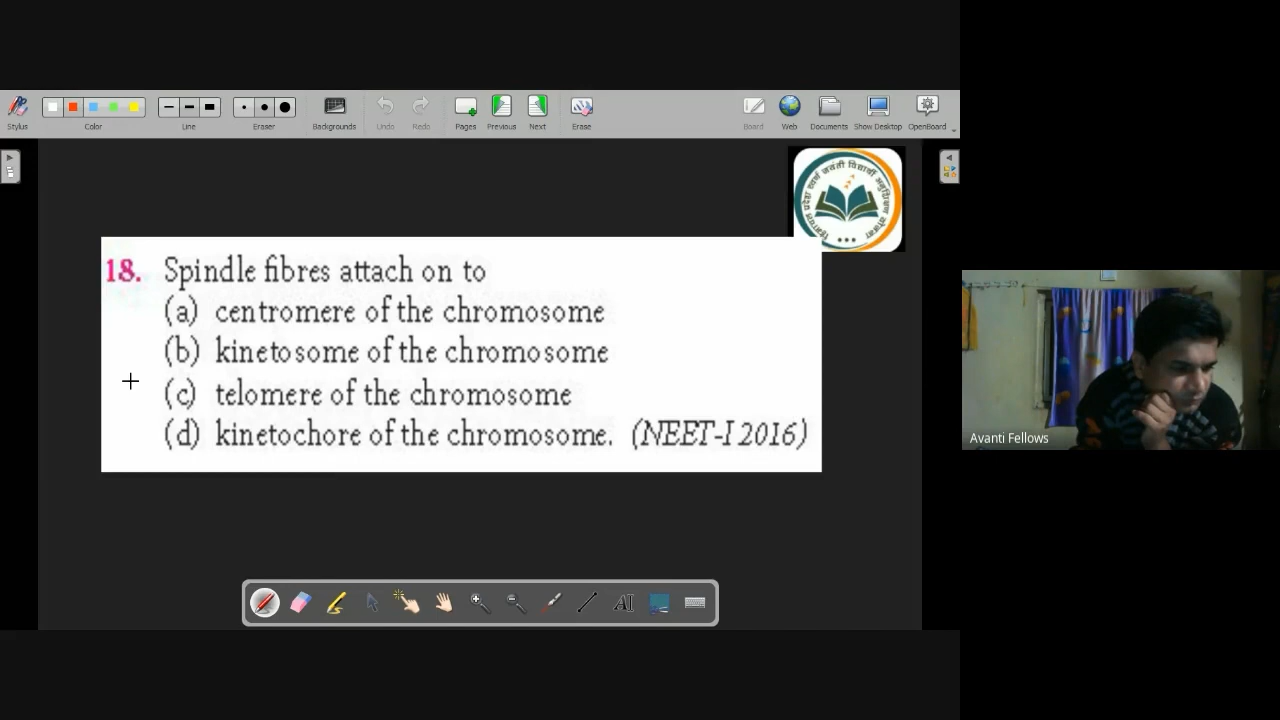 Stylus
Color
Line
Eraser
Backgrounds
Undo
Redo
Pages
Previous
Next
Erase
Board
Web
Documents
Show Desktop
OpenBoard
18. Spindle fibres attach on to
(a) centromere of the chromosome
(b) kinetosome of the chromosome
(c) telomere of the chromosome
(d) kinetochore of the chromosome. (NEET-I 2016)
Avanti Fellows